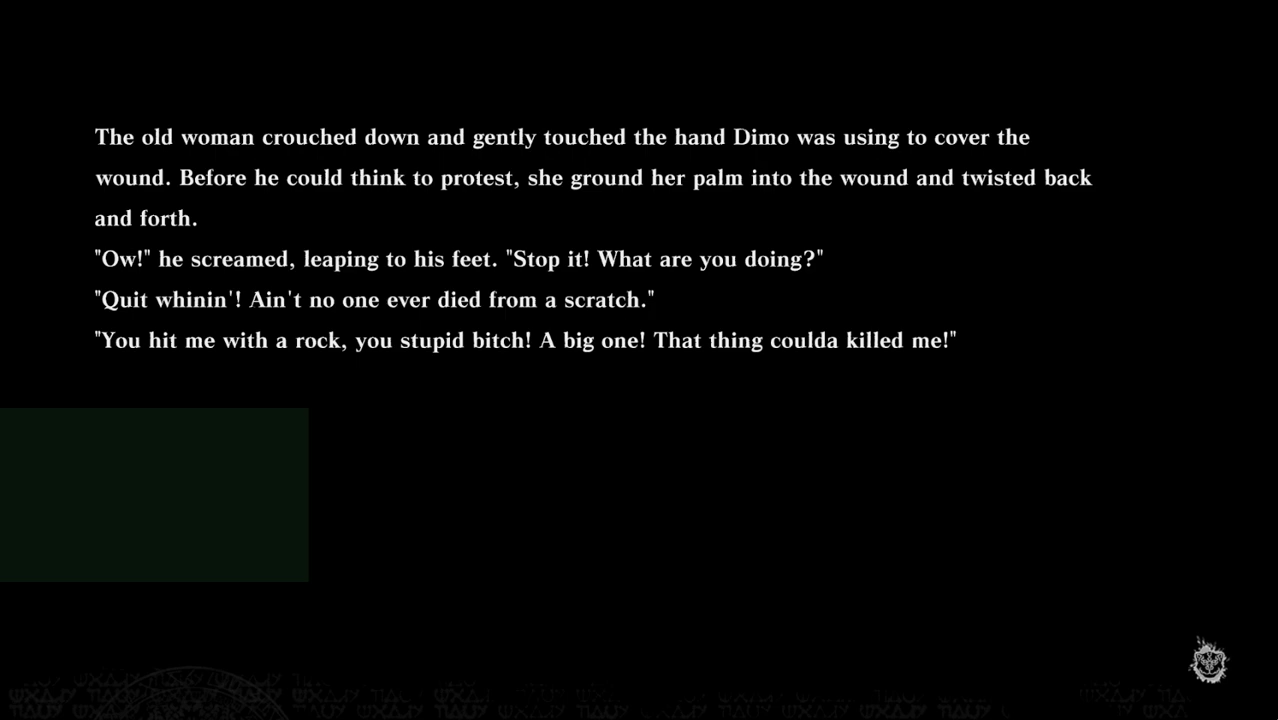 The old woman crouched down and gently touched the hand Dimo was using to cover the
wound. Before he could think to protest, she ground her palm into the wound and twisted back
and forth.
"Ow!" he screamed, leaping to his feet. "Stop it! What are you doing?"
"Quit whinin'! Ain't no one ever died from a scratch."
"You hit me with a rock, you stupid bitch! A big one! That thing coulda killed me!"